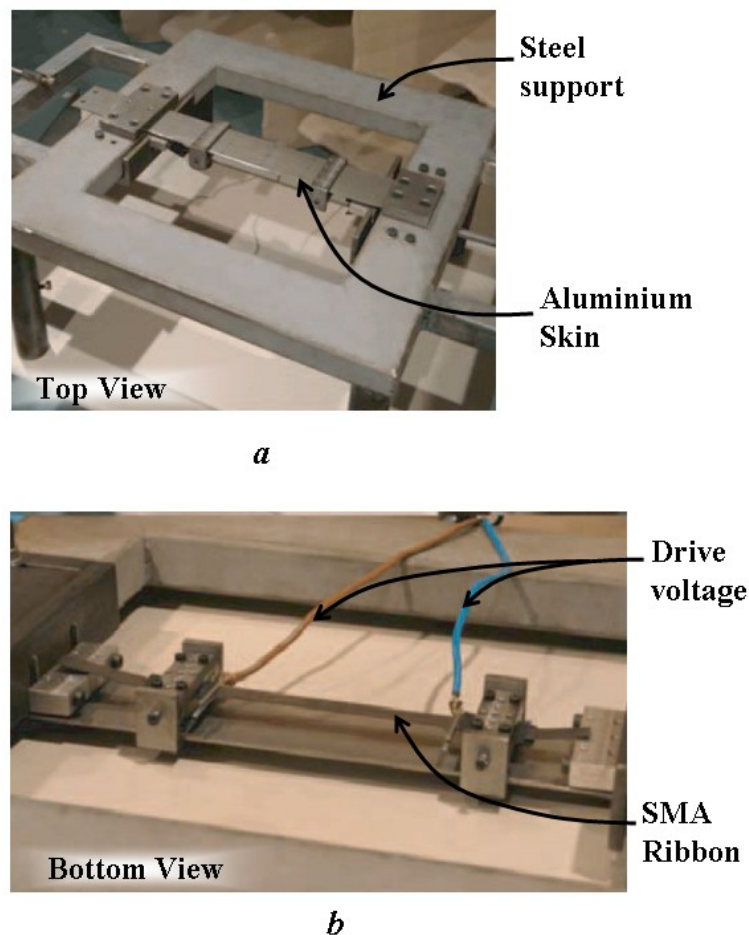 Steel
support
Aluminium
Skin
Top View
a
Drive
voltage
SMA
Ribbon
Bottom View
b